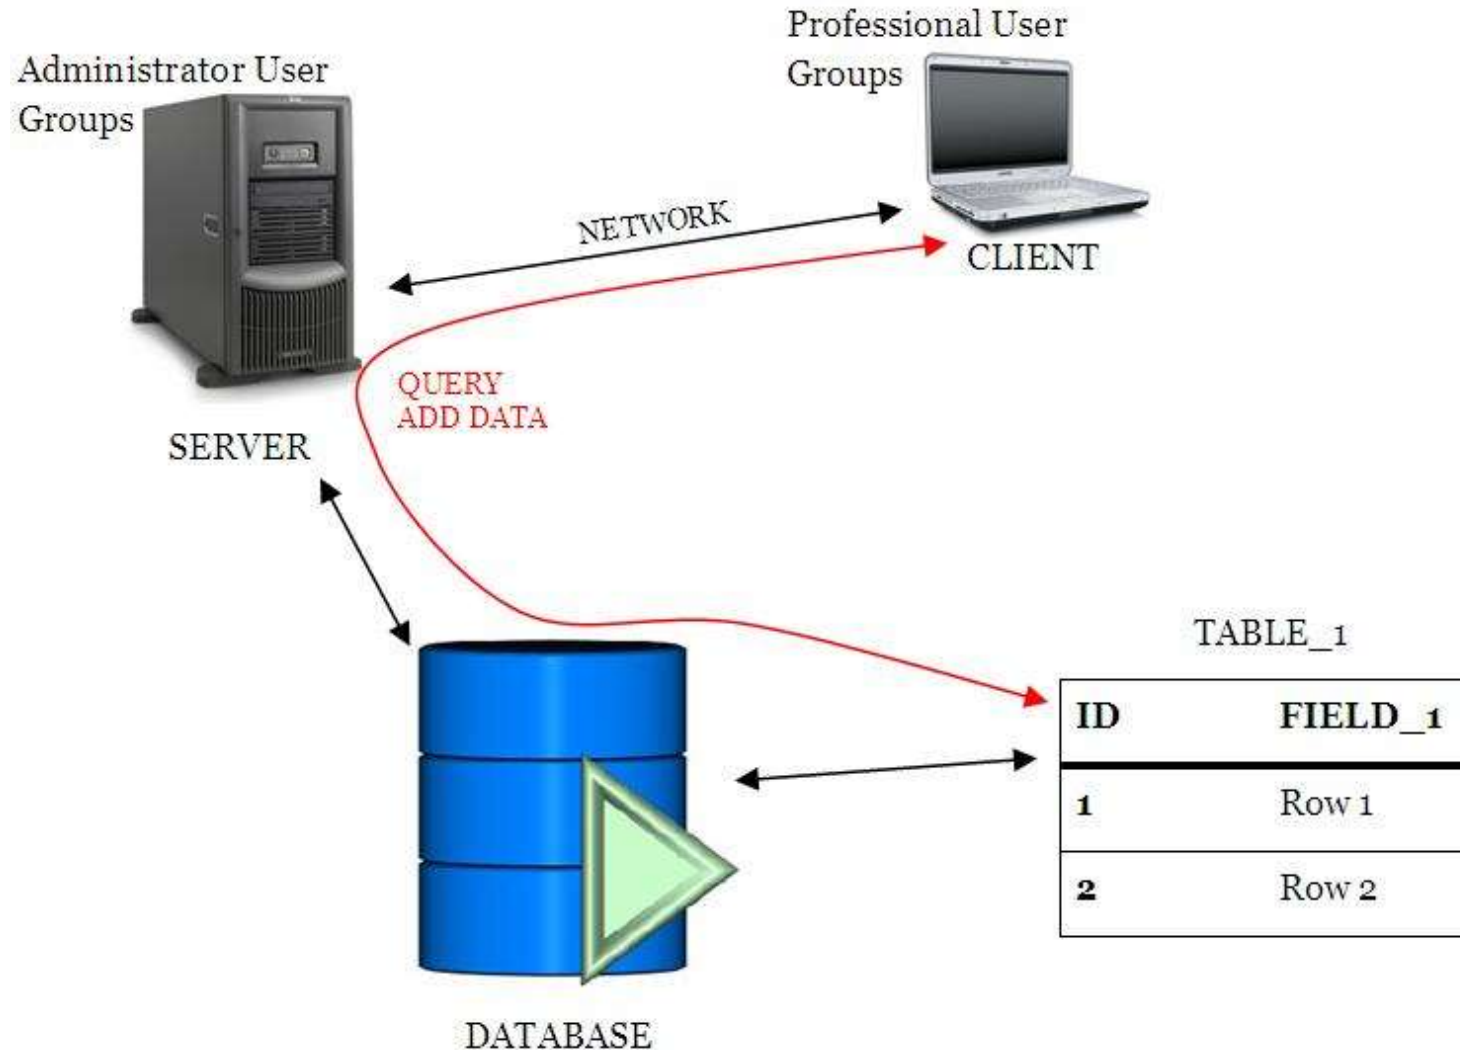 Professional User
Groups
Administrator User
Groups
NETWORK
CLIENT
QUERY
ADD DATA
SERVER
TABLE_1
ID FIELD_1
1 Row 1
2 Row 2
DATABASE